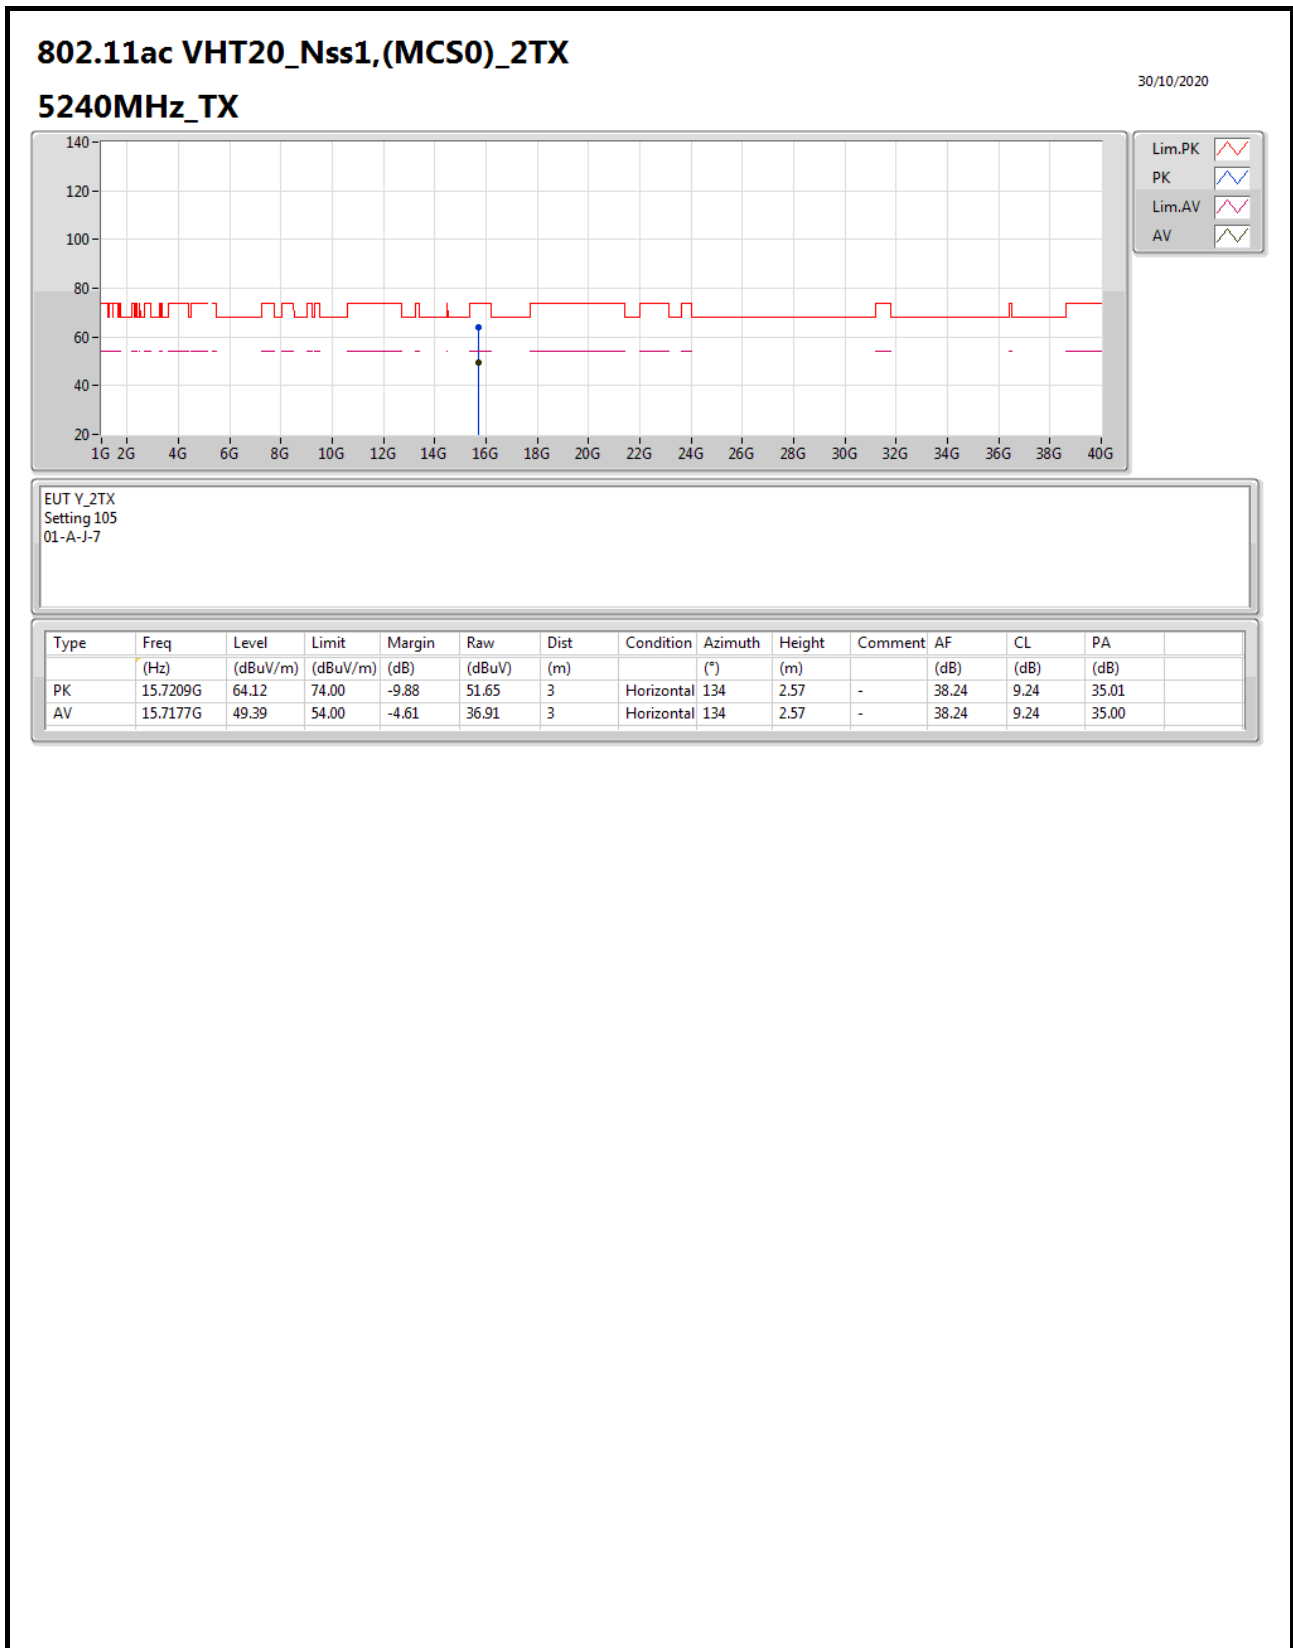 802.11ac VHT20_Nss1,(MCS0)_2TX
30/10/2020
5240MHz_TX
140
120
100
80
60
40
20
1G 2G 4G 6G 8G 10G 12G 14G 16G 18G 20G 22G 24G 26G 28G 30G 32G 34G 36G 38G 40G
Lim.PK
PK
Lim.AV
AV
EUT Y_2TX
Setting 105
01-A-J-7
Type Freq Level Limit Margin Raw Dist Condition Azimuth Height Comment AF CL PA
(Hz) (dBuV/m) (dBuV/m) (dB) (dBuV) (m) (°) (m) (dB) (dB) (dB)
PK 15.7209G 64.12 74.00 -9.88 51.65 3 Horizontal 134 2.57 - 38.24 9.24 35.01
AV 15.7177G 49.39 54.00 -4.61 36.91 3 Horizontal 134 2.57 - 38.24 9.24 35.00